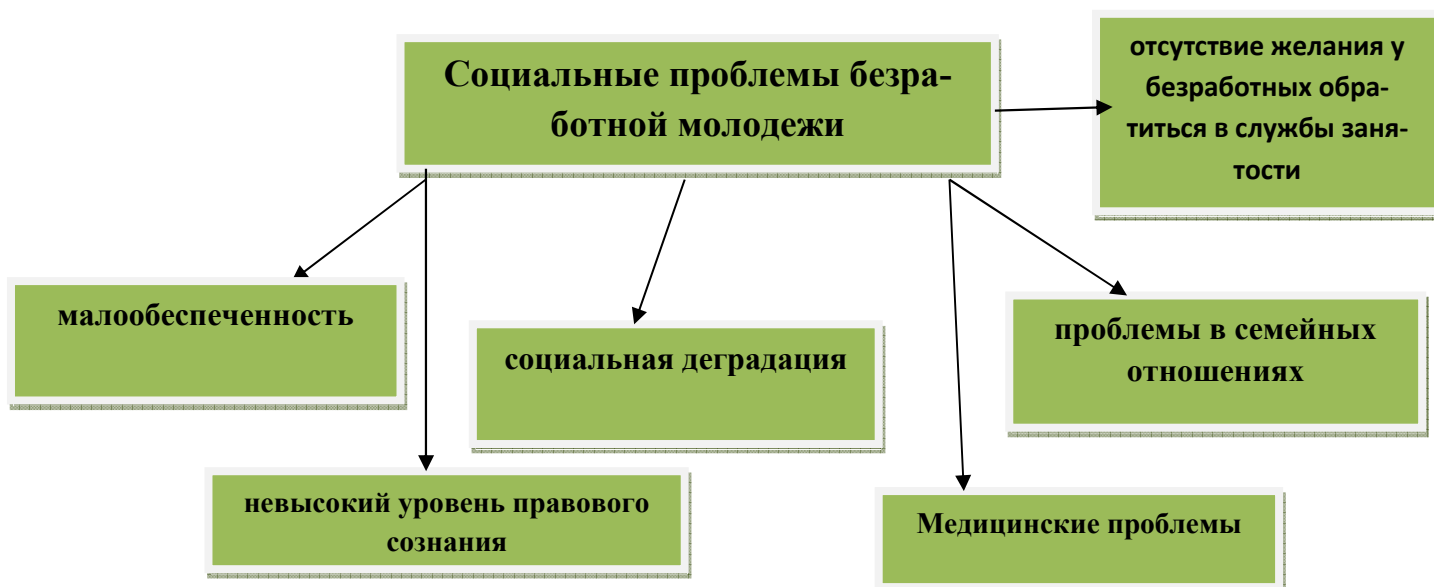 Социальные проблемы безра-
ботной молодежи
отсутствие желания у
безработных обра-
титься в службы заня-
тости
малообеспеченность
социальная деградация
проблемы в семейных
отношениях
невысокий уровень правового
сознания
Медицинские проблемы